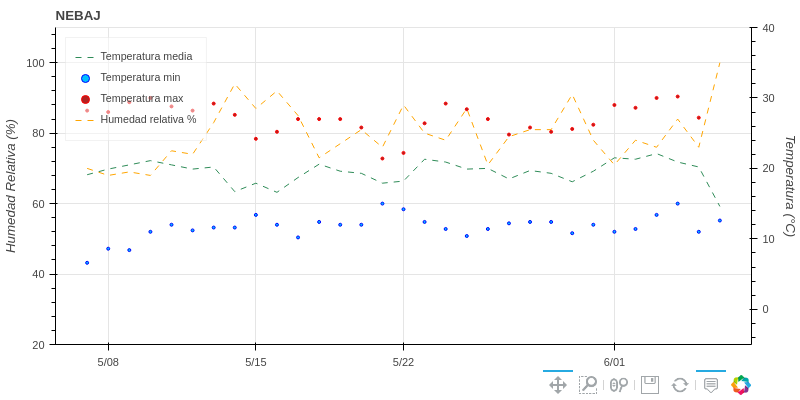 NEBAJ
Temperatura media
Temperatura min
Temperatura max
Humedad relativa %
Humedad Relativa (%)
100
80
60
40
20
Temperatura (°C)
40
30
20
10
0
5/08
5/15
5/22
6/01